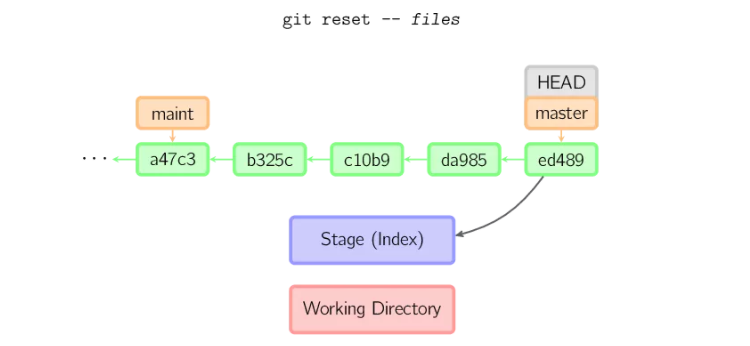 git reset -- files
HEAD
maint
master
··· a47c3 b325c c10b9 da985 ed489
Stage (Index)
Working Directory